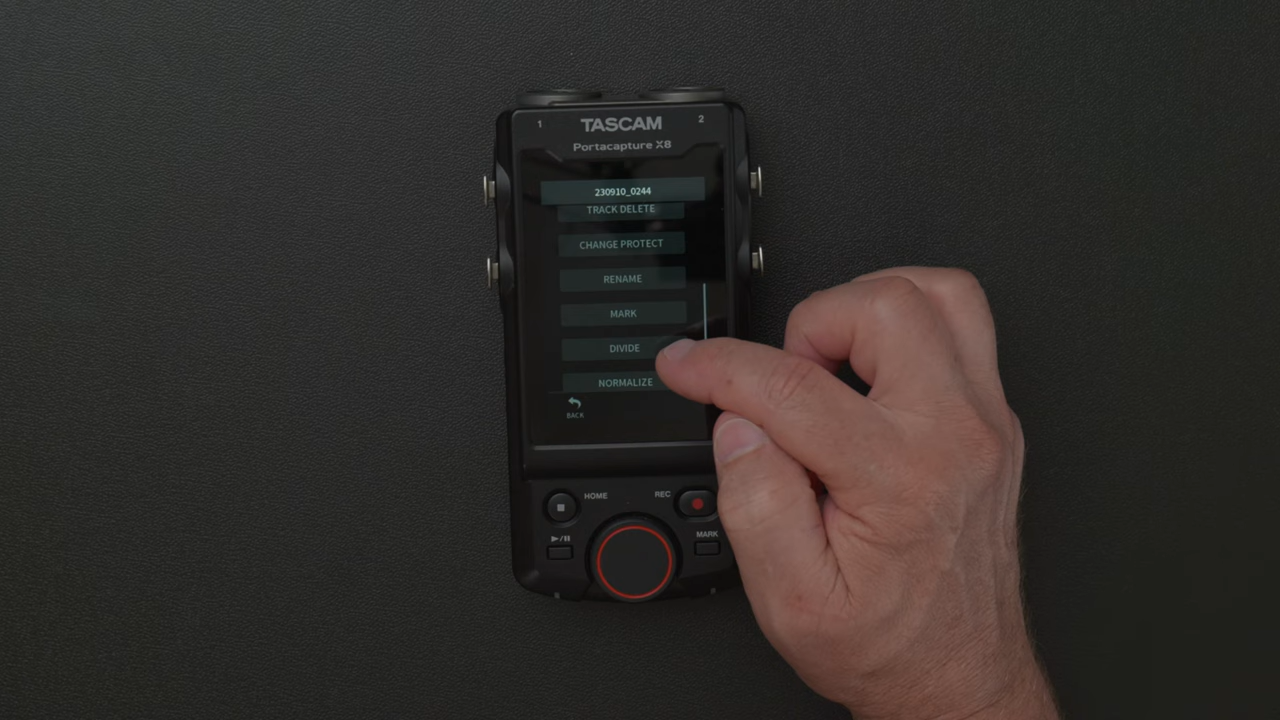 1 TASCAM 2
Portacapture X8
230910_0244
TRACK DELETE
CHANGE PROTECT
RENAME
MARK
DIVIDE
NORMALIZE
BACK
HOME REC
MARK